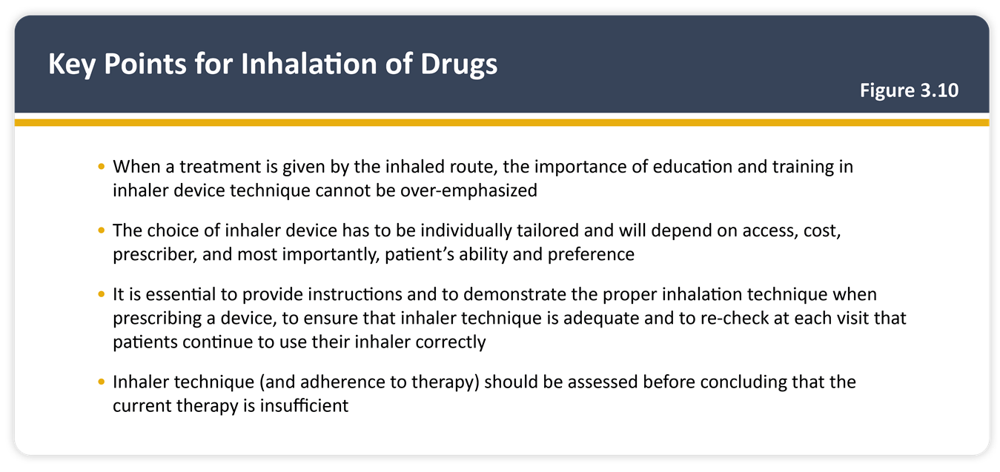 Key Points for Inhalation of Drugs
Figure 3.10
• When a treatment is given by the inhaled route, the importance of education and training in
inhaler device technique cannot be over-emphasized
• The choice of inhaler device has to be individually tailored and will depend on access, cost,
prescriber, and most importantly, patient’s ability and preference
• It is essential to provide instructions and to demonstrate the proper inhalation technique when
prescribing a device, to ensure that inhaler technique is adequate and to re-check at each visit that
patients continue to use their inhaler correctly
• Inhaler technique (and adherence to therapy) should be assessed before concluding that the
current therapy is insufficient